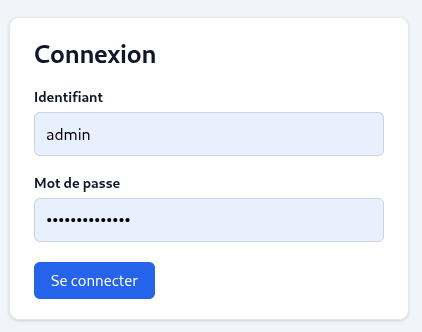 Connexion
Identifiant
admin
Mot de passe
••••••••••••••
Se connecter